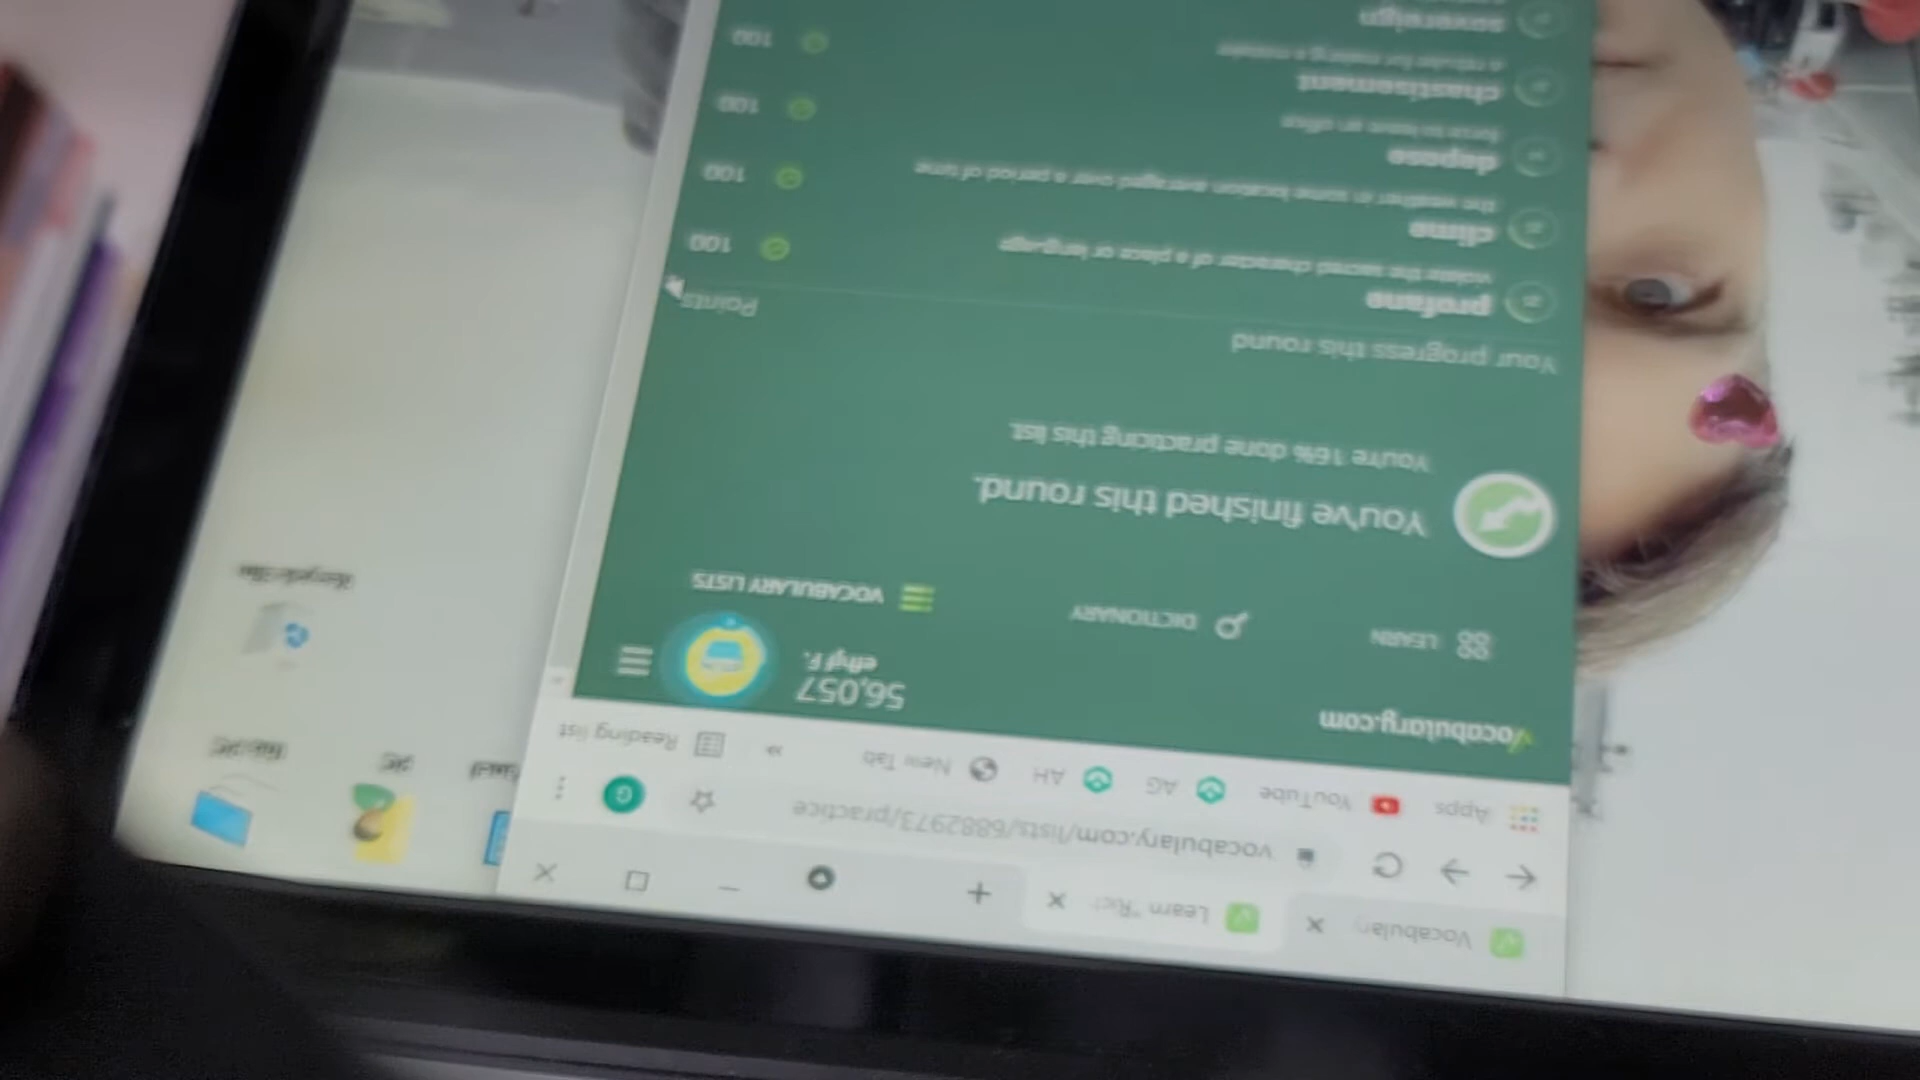 Vocabulary
Learn "Ric
vocabulary.com/lists/6882973/practice
Apps
YouTube
AG
AH
New Tab
»
Reading list
Vocabulary.com
56,057
effyf F.
LEARN
DICTIONARY
VOCABULARY LISTS
You've finished this round.
You're 16% done practicing this list.
Your progress this round
Points
profane
violate the sacred character of a place or language
100
clime
the weather in some location averaged over a period of time
100
depose
force to leave an office
100
chastisement
a rebuke for making a mistake
100
sovereign
Recycle Bin